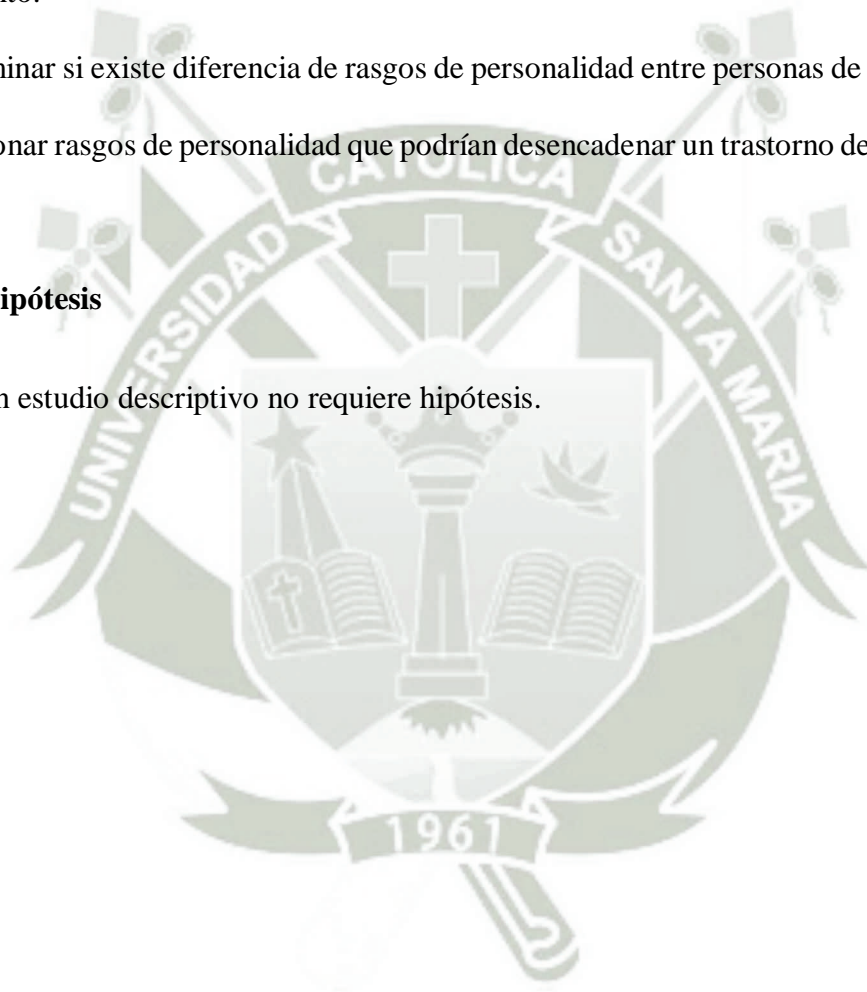 minar si existe diferencia de rasgos de personalidad entre personas de
onar rasgos de personalidad que podrían desencadenar un trastorno de
ipótesis
n estudio descriptivo no requiere hipótesis.
UNIVERSIDAD CATOLICA SANTA MARIA
1961